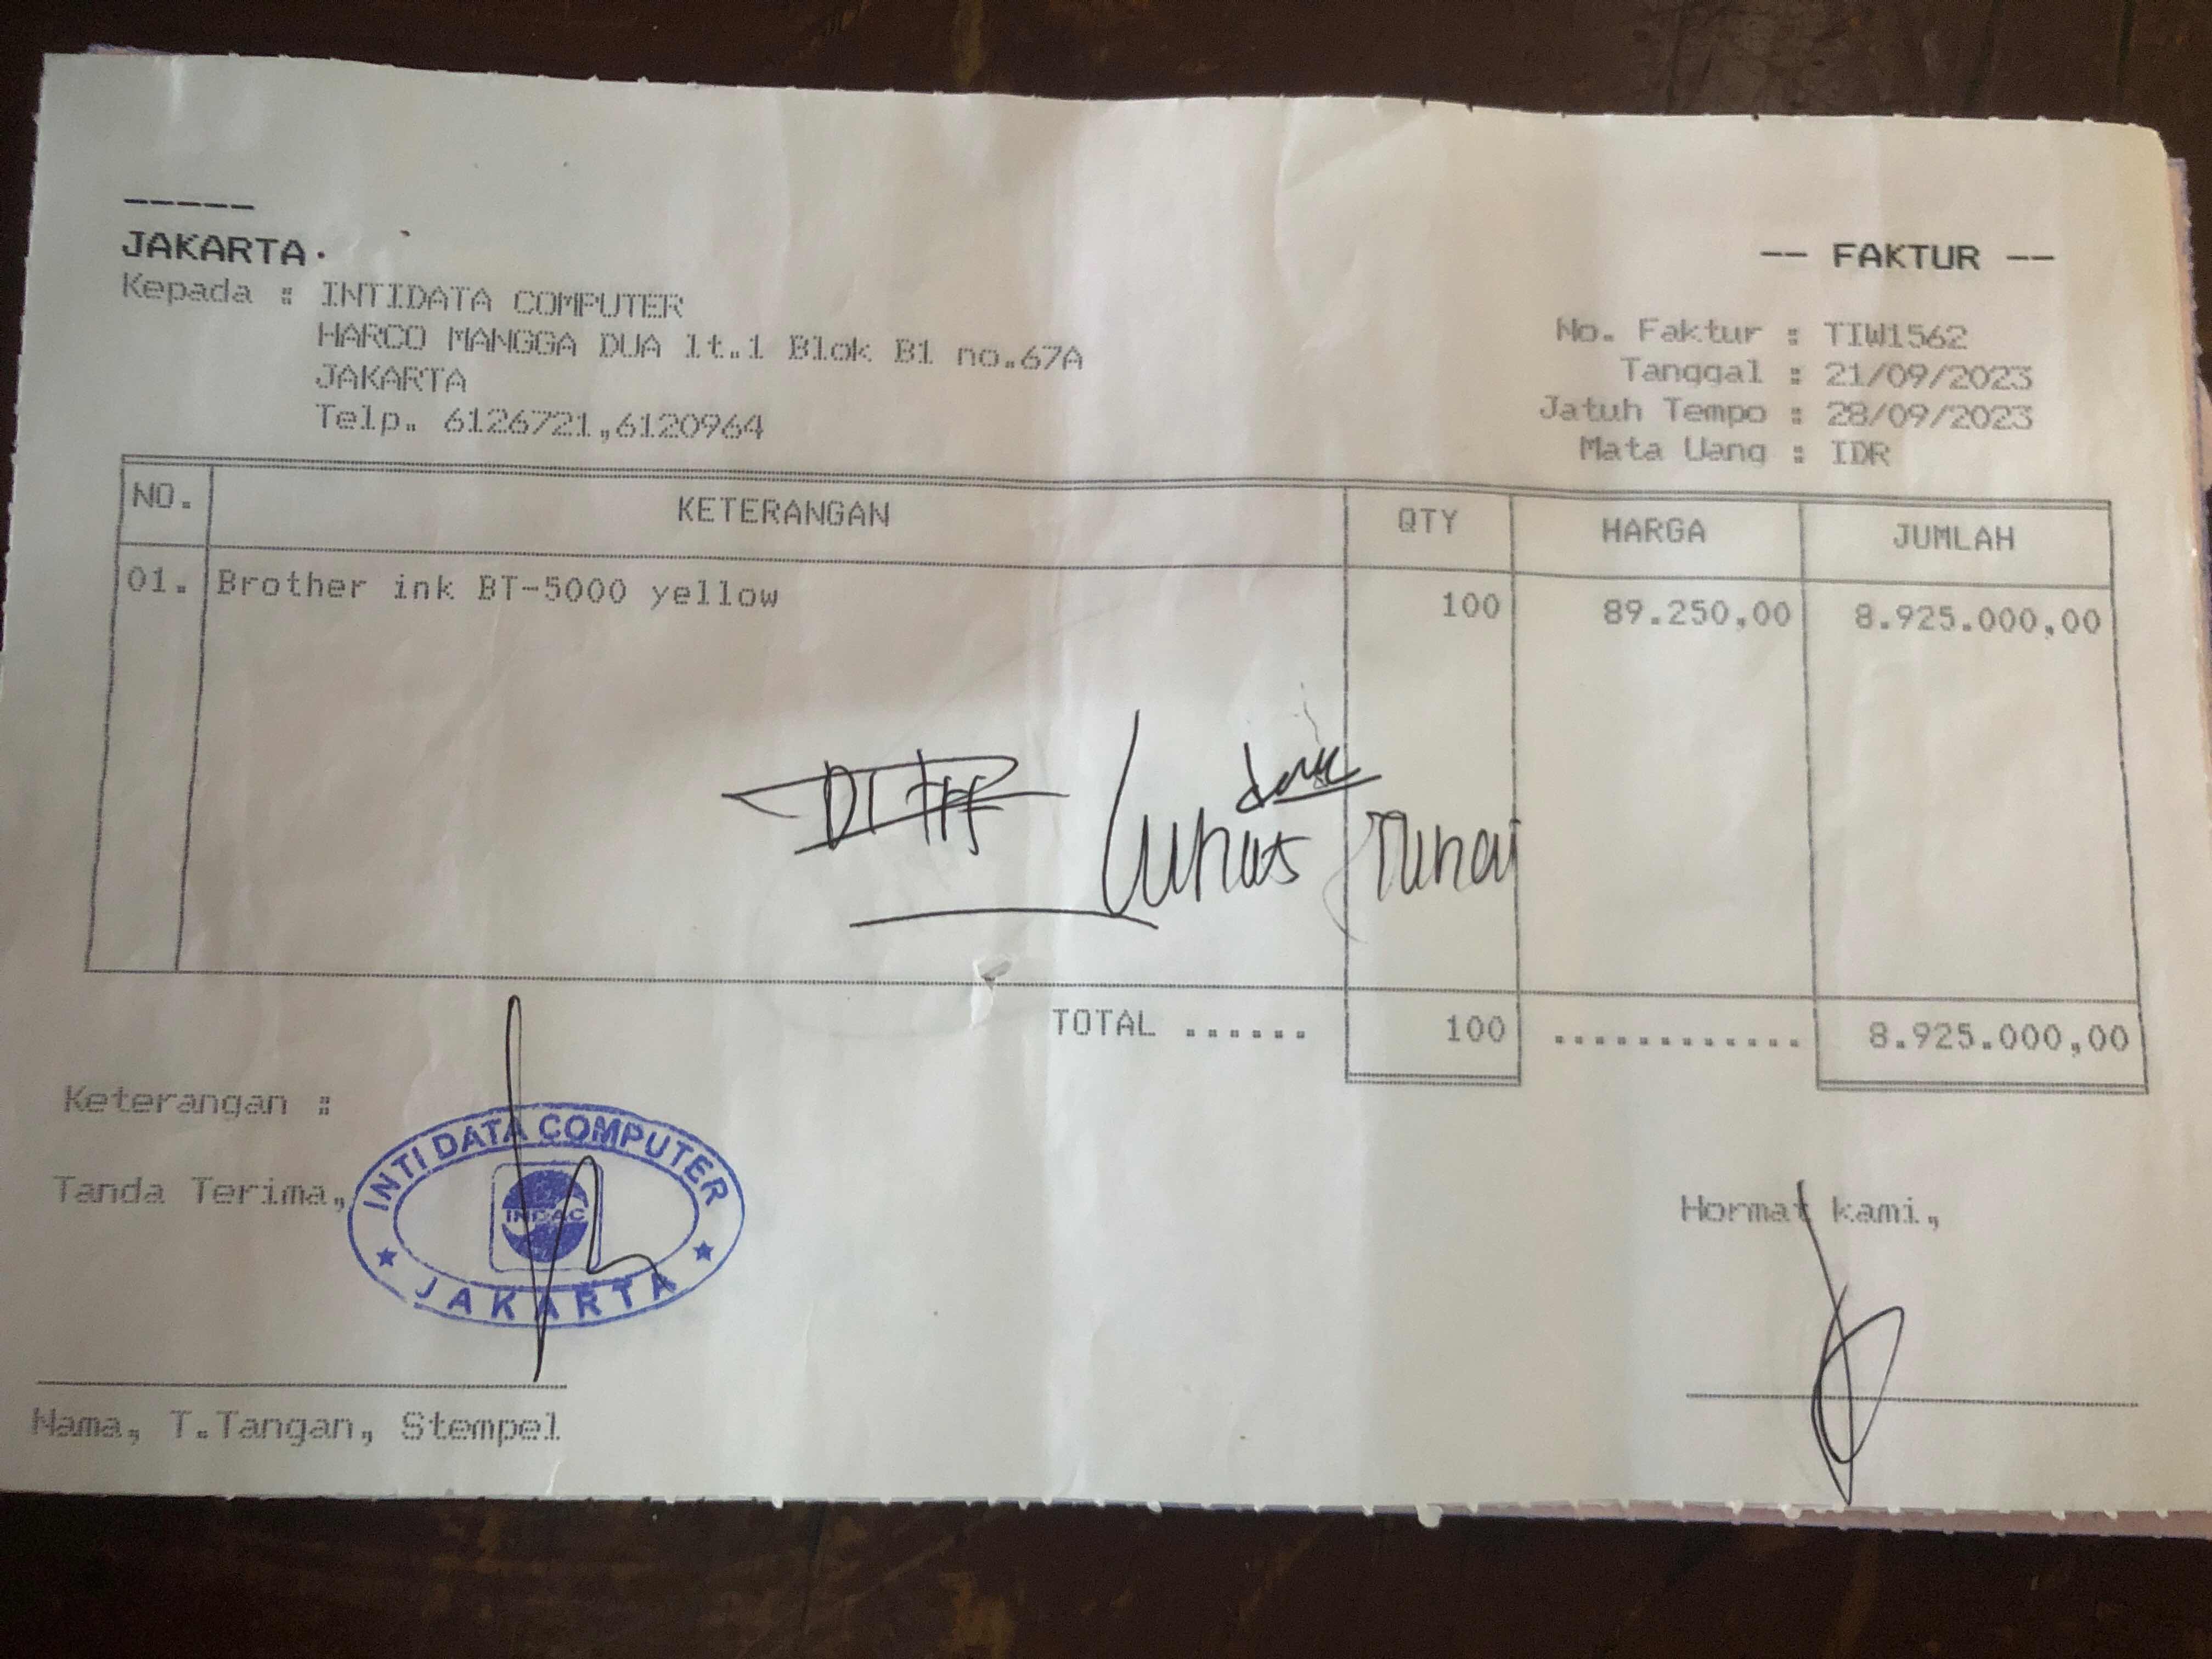 -----
JAKARTA.
-- FAKTUR --
Kepada : INTIDATA COMPUTER
HARCO MANGGA DUA lt.1 Blok B1 no.67A
JAKARTA
Telp. 6126721,6120964
No. Faktur : TIW1562
Tanggal : 21/09/2023
Jatuh Tempo : 28/09/2023
Mata Uang : IDR
NO. KETERANGAN QTY HARGA JUMLAH
01. Brother ink BT-5000 yellow 100 89.250,00 8.925.000,00
Lunas Tunai
TOTAL ...... 100 ............ 8.925.000,00
Keterangan :
Tanda Terima,
INTI DATA COMPUTER
INDAC
JAKARTA
Hormat kami,
Nama, T.Tangan, Stempel